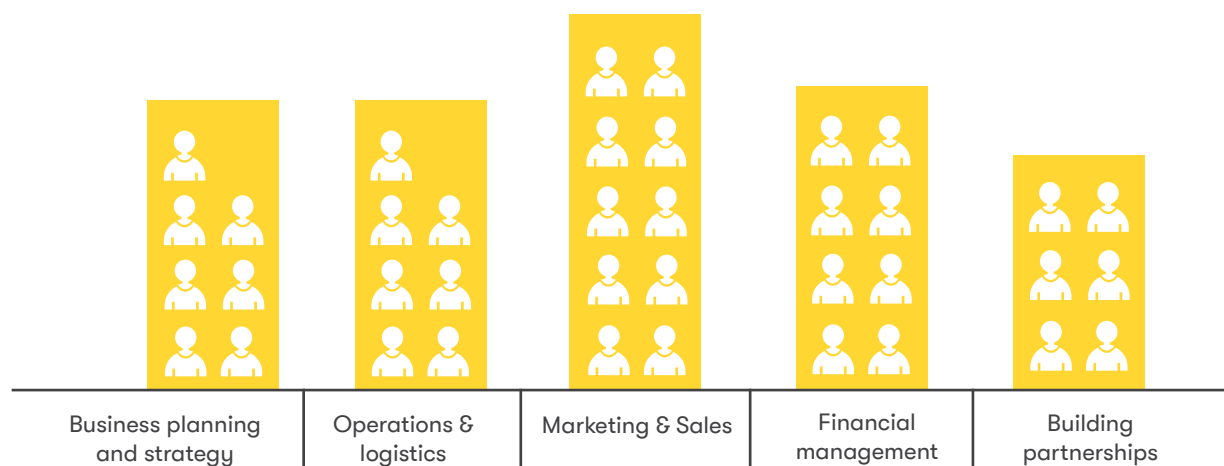 Business planning
and strategy
Operations &
logistics
Marketing & Sales
Financial
management
Building
partnerships